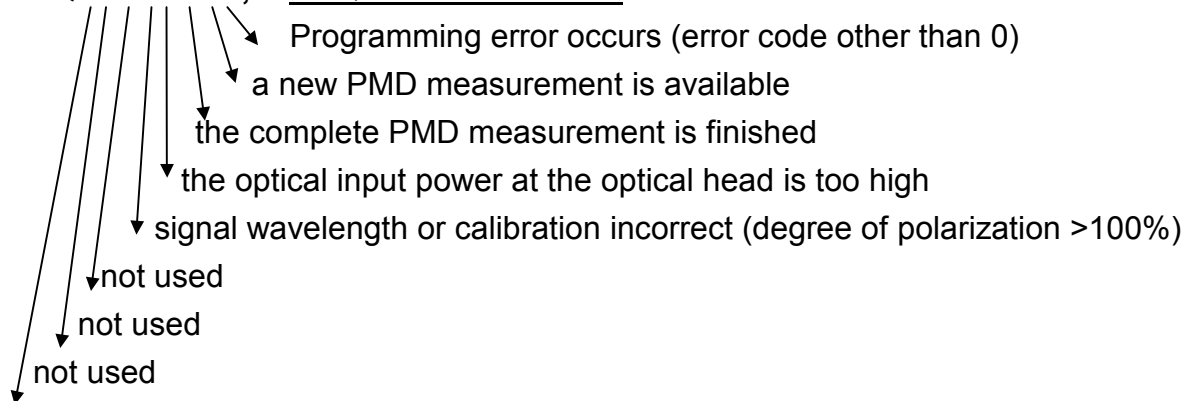 Programming error occurs (error code other than 0)
a new PMD measurement is available
the complete PMD measurement is finished
the optical input power at the optical head is too high
signal wavelength or calibration incorrect (degree of polarization >100%)
not used
not used
not used